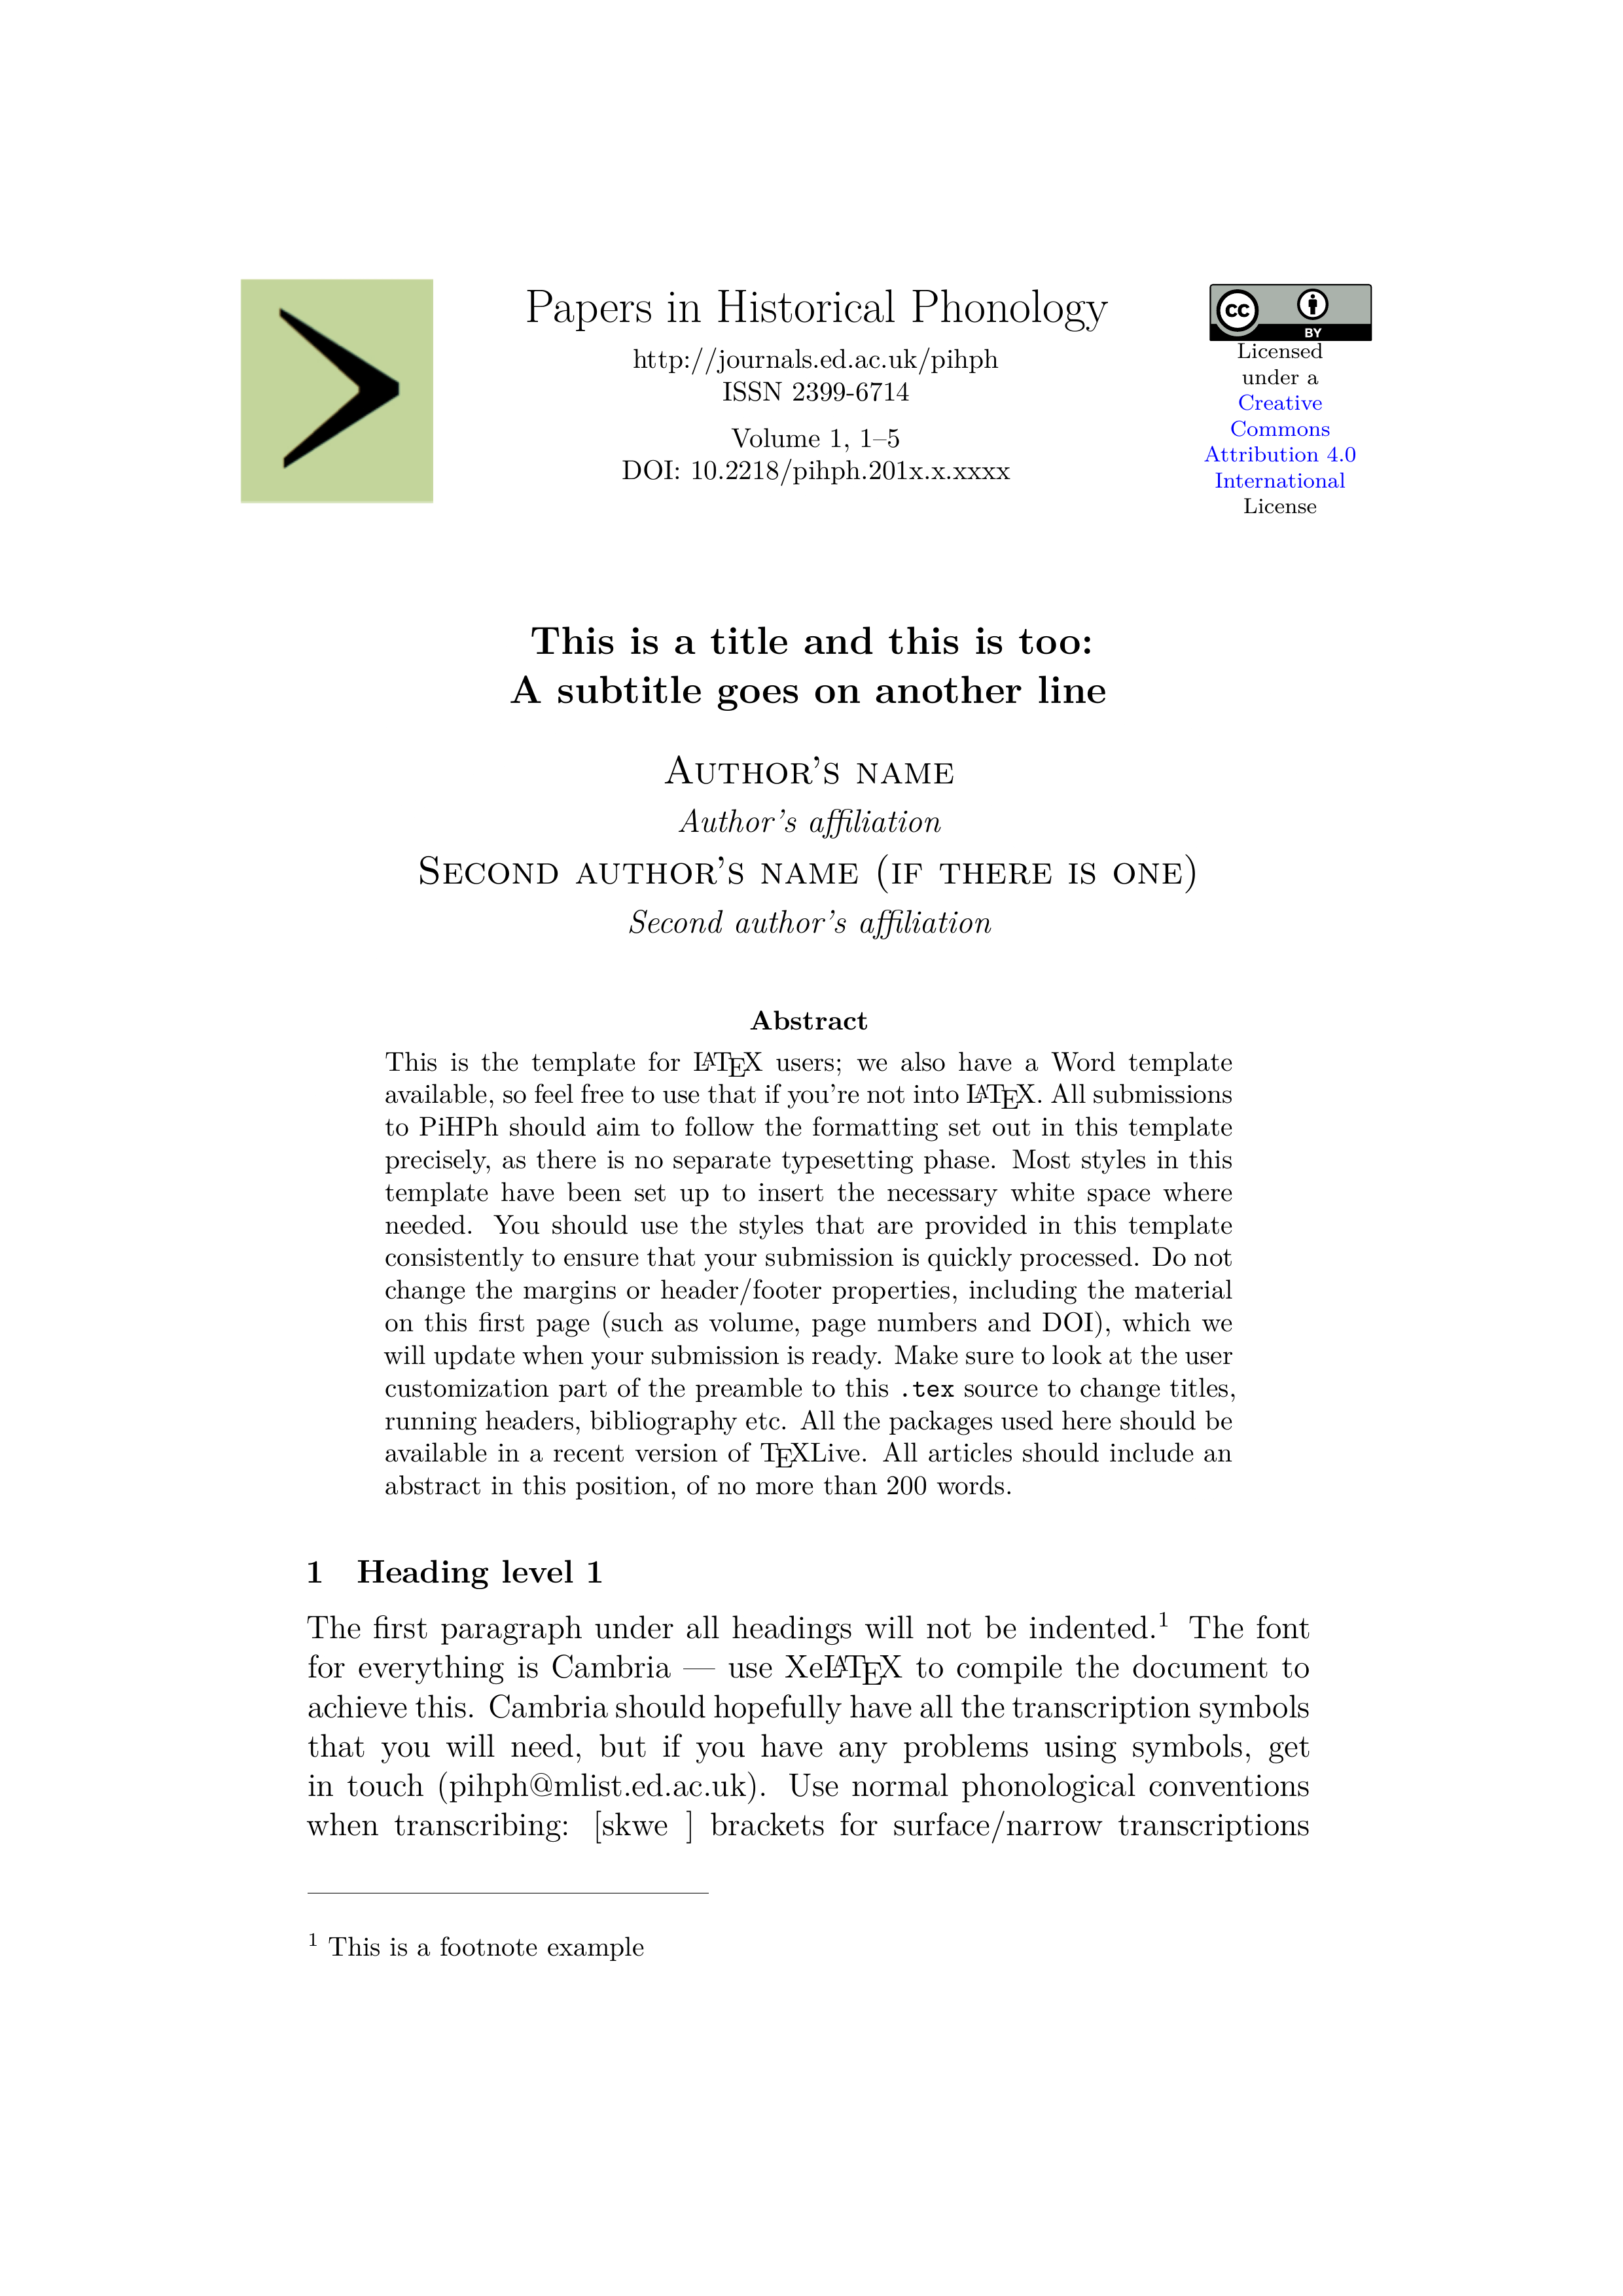 >
Papers in Historical Phonology
http://journals.ed.ac.uk/pihph
ISSN 2399-6714
Volume 1, 1–5
DOI: 10.2218/pihph.201x.x.xxxx
cc
BY
Licensed
under a
Creative
Commons
Attribution 4.0
International
License
This is a title and this is too:
A subtitle goes on another line
Author's name
Author's affiliation
Second author's name (if there is one)
Second author's affiliation
Abstract
This is the template for LATEX users; we also have a Word template
available, so feel free to use that if you're not into LATEX. All submissions
to PiHPh should aim to follow the formatting set out in this template
precisely, as there is no separate typesetting phase. Most styles in this
template have been set up to insert the necessary white space where
needed. You should use the styles that are provided in this template
consistently to ensure that your submission is quickly processed. Do not
change the margins or header/footer properties, including the material
on this first page (such as volume, page numbers and DOI), which we
will update when your submission is ready. Make sure to look at the user
customization part of the preamble to this .tex source to change titles,
running headers, bibliography etc. All the packages used here should be
available in a recent version of TEXLive. All articles should include an
abstract in this position, of no more than 200 words.
1 Heading level 1
The first paragraph under all headings will not be indented.1 The font
for everything is Cambria — use XeLATEX to compile the document to
achieve this. Cambria should hopefully have all the transcription symbols
that you will need, but if you have any problems using symbols, get
in touch (pihph@mlist.ed.ac.uk). Use normal phonological conventions
when transcribing: [skwe ] brackets for surface/narrow transcriptions
1 This is a footnote example